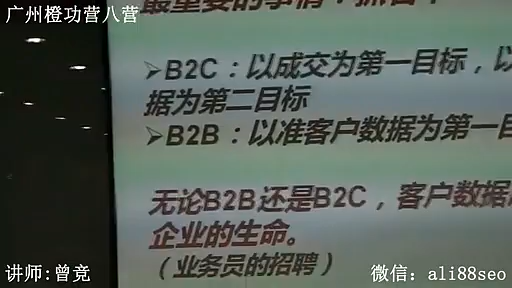 广州橙功营八营
最重要的事情：抓客户
➢B2C：以成交为第一目标，以
据为第二目标
➢B2B：以准客户数据为第一目
无论B2B还是B2C，客户数据
企业的生命。
（业务员的招聘）
讲师:曾竞
微信：ali88seo